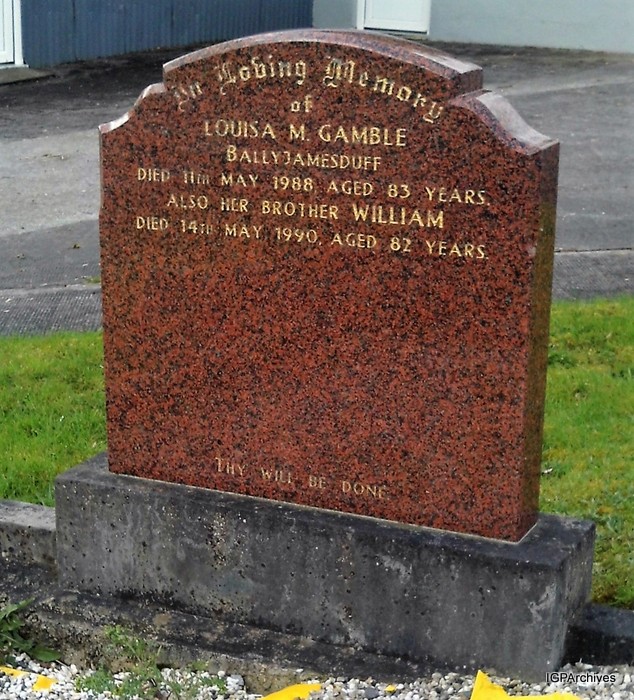 In Loving Memory
of
LOUISA M. GAMBLE
BALLYJAMESDUFF
DIED 11TH MAY 1988, AGED 83 YEARS.
ALSO HER BROTHER WILLIAM
DIED 14TH MAY 1990, AGED 82 YEARS.
THY WILL BE DONE
IGPArchives